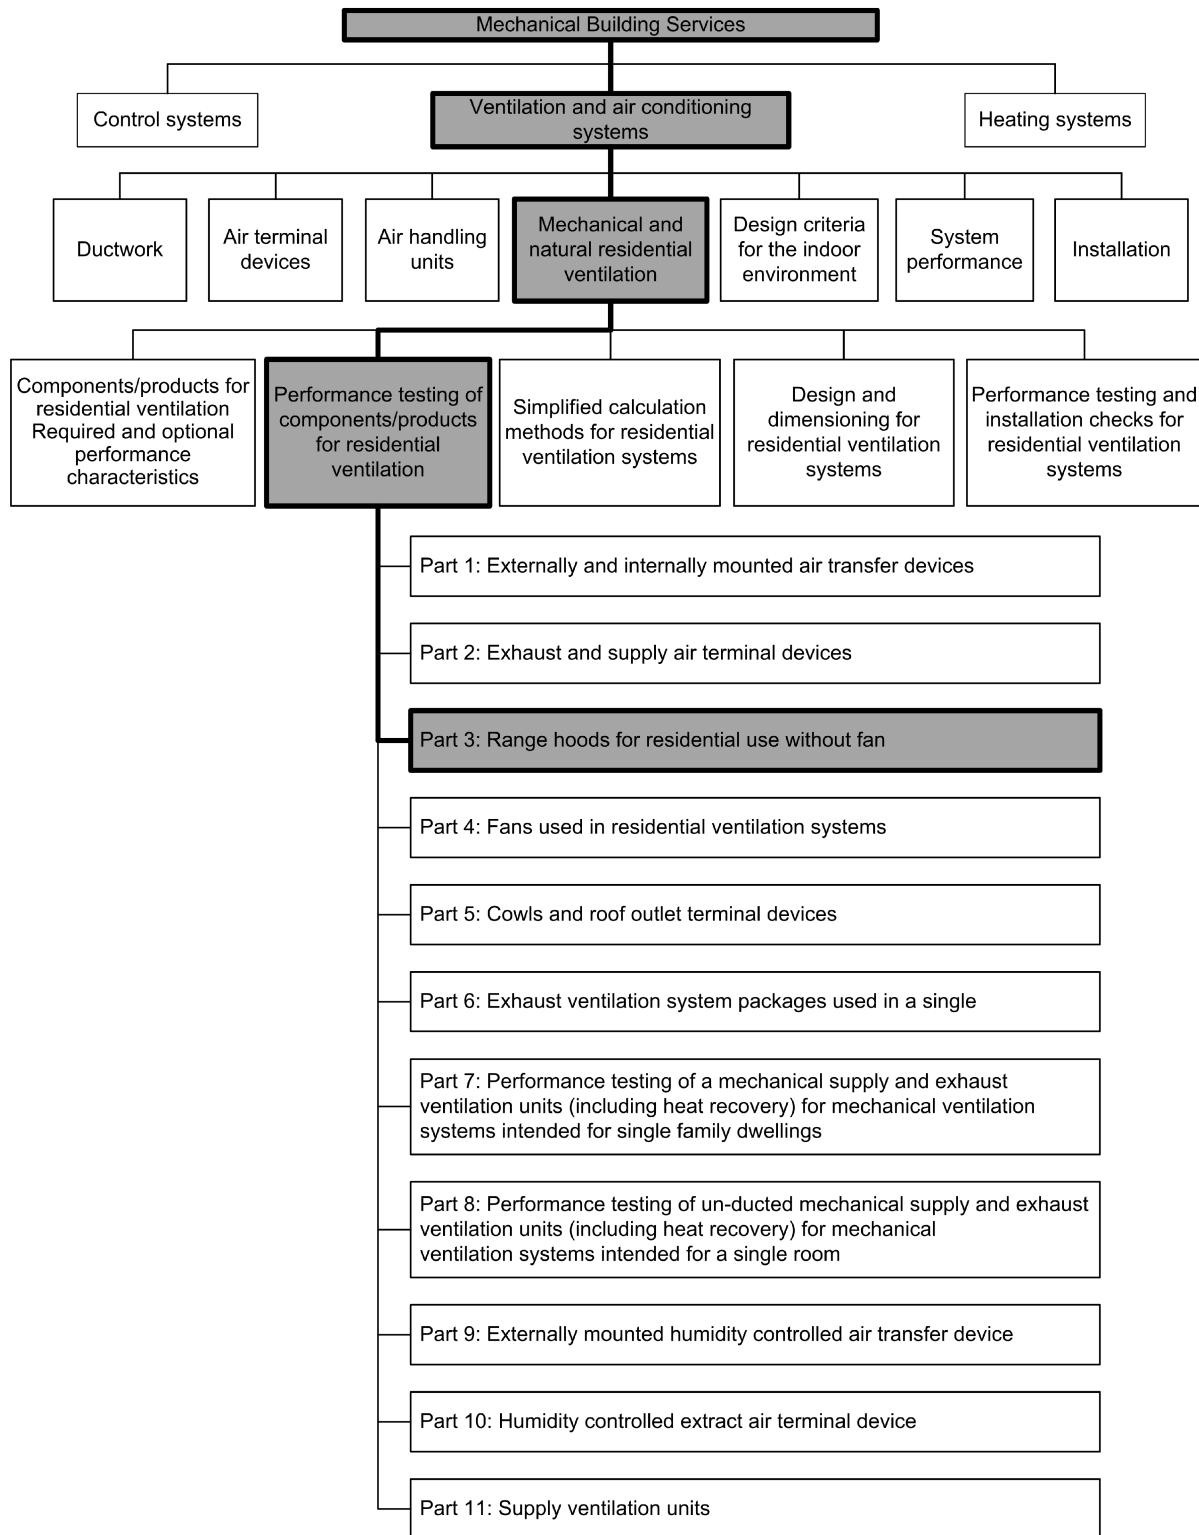 Mechanical Building Services
Control systems
Ventilation and air conditioning
systems
Heating systems
Ductwork
Air terminal
devices
Air handling
units
Mechanical and
natural residential
ventilation
Design criteria
for the indoor
environment
System
performance
Installation
Components/products for
residential ventilation
Required and optional
performance
characteristics
Performance testing of
components/products
for residential
ventilation
Simplified calculation
methods for residential
ventilation systems
Design and
dimensioning for
residential ventilation
systems
Performance testing and
installation checks for
residential ventilation
systems
Part 1: Externally and internally mounted air transfer devices
Part 2: Exhaust and supply air terminal devices
Part 3: Range hoods for residential use without fan
Part 4: Fans used in residential ventilation systems
Part 5: Cowls and roof outlet terminal devices
Part 6: Exhaust ventilation system packages used in a single
Part 7: Performance testing of a mechanical supply and exhaust
ventilation units (including heat recovery) for mechanical ventilation
systems intended for single family dwellings
Part 8: Performance testing of un-ducted mechanical supply and exhaust
ventilation units (including heat recovery) for mechanical
ventilation systems intended for a single room
Part 9: Externally mounted humidity controlled air transfer device
Part 10: Humidity controlled extract air terminal device
Part 11: Supply ventilation units